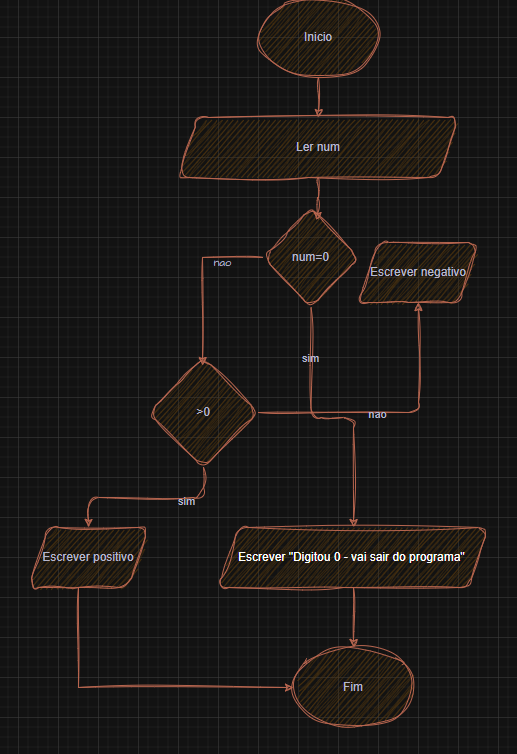 Inicio
Ler num
num=0
nao
Escrever negativo
sim
>0
nao
sim
Escrever positivo
Escrever "Digitou 0 - vai sair do programa"
Fim